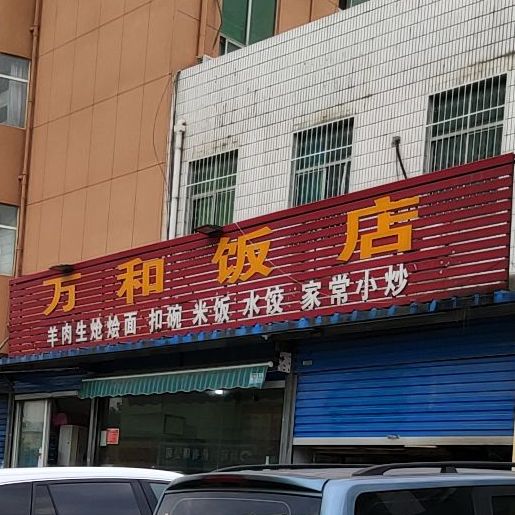 万和饭店
羊肉生炝烩面 扣碗 米饭 水饺 家常小炒